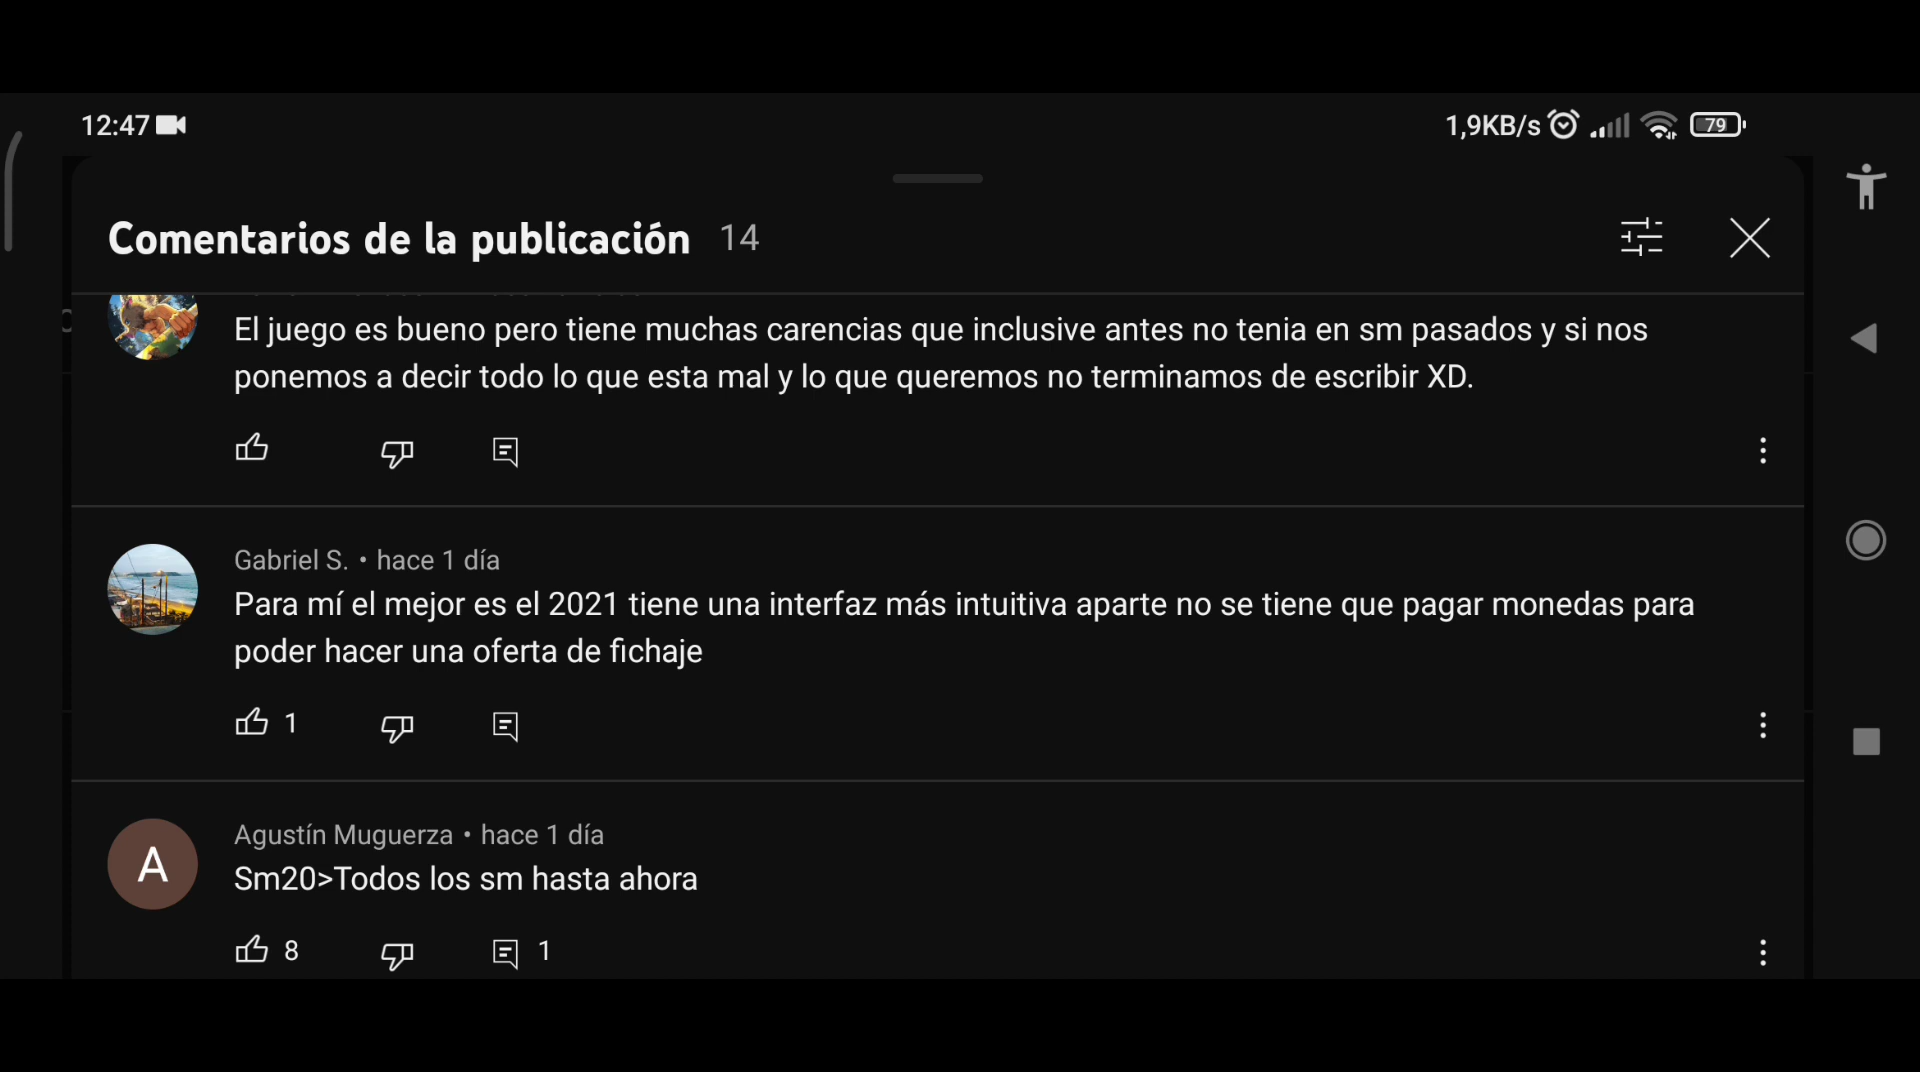 12:47 1,9KB/s 79
Comentarios de la publicación 14
El juego es bueno pero tiene muchas carencias que inclusive antes no tenia en sm pasados y si nos
ponemos a decir todo lo que esta mal y lo que queremos no terminamos de escribir XD.
Gabriel S. • hace 1 día
Para mí el mejor es el 2021 tiene una interfaz más intuitiva aparte no se tiene que pagar monedas para
poder hacer una oferta de fichaje
1
Agustín Muguerza • hace 1 día
A
Sm20>Todos los sm hasta ahora
8 1